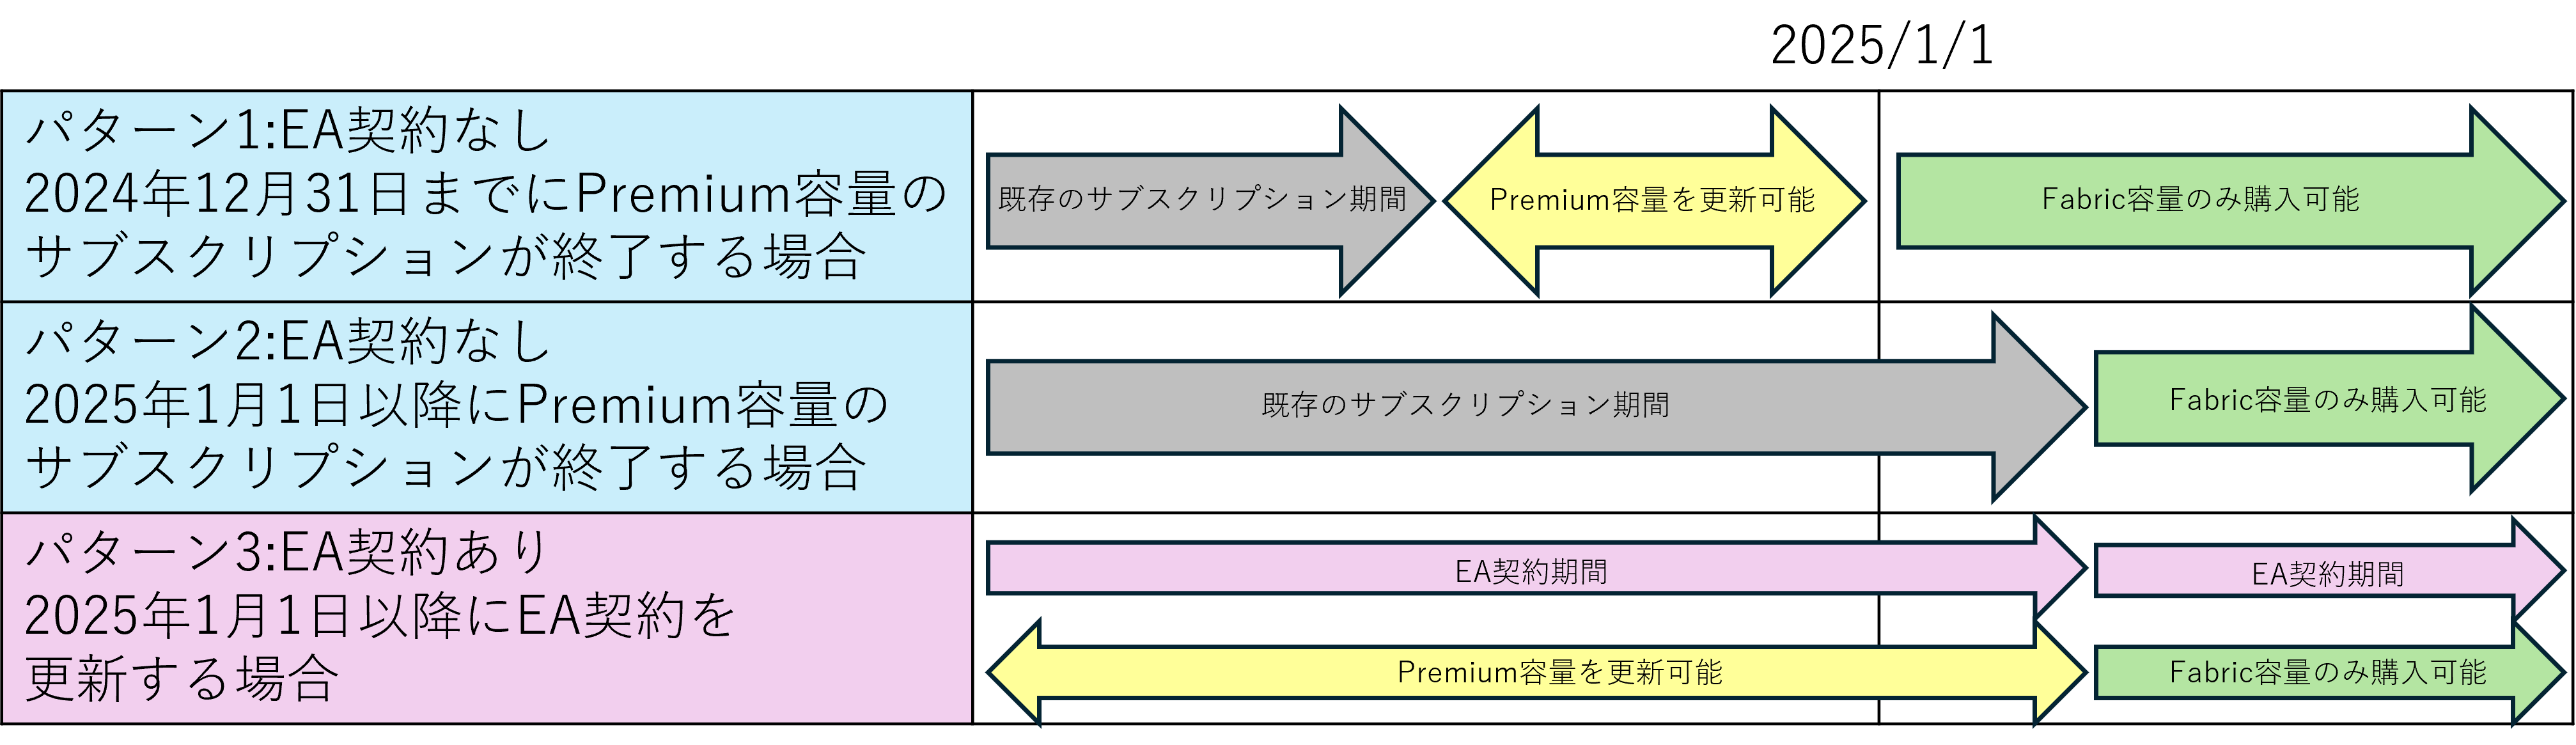 2025/1/1
パターン1:EA契約なし
2024年12月31日までにPremium容量の
サブスクリプションが終了する場合
既存のサブスクリプション期間
Premium容量を更新可能
Fabric容量のみ購入可能
パターン2:EA契約なし
2025年1月1日以降にPremium容量の
サブスクリプションが終了する場合
既存のサブスクリプション期間
Fabric容量のみ購入可能
パターン3:EA契約あり
2025年1月1日以降にEA契約を
更新する場合
EA契約期間
EA契約期間
Premium容量を更新可能
Fabric容量のみ購入可能